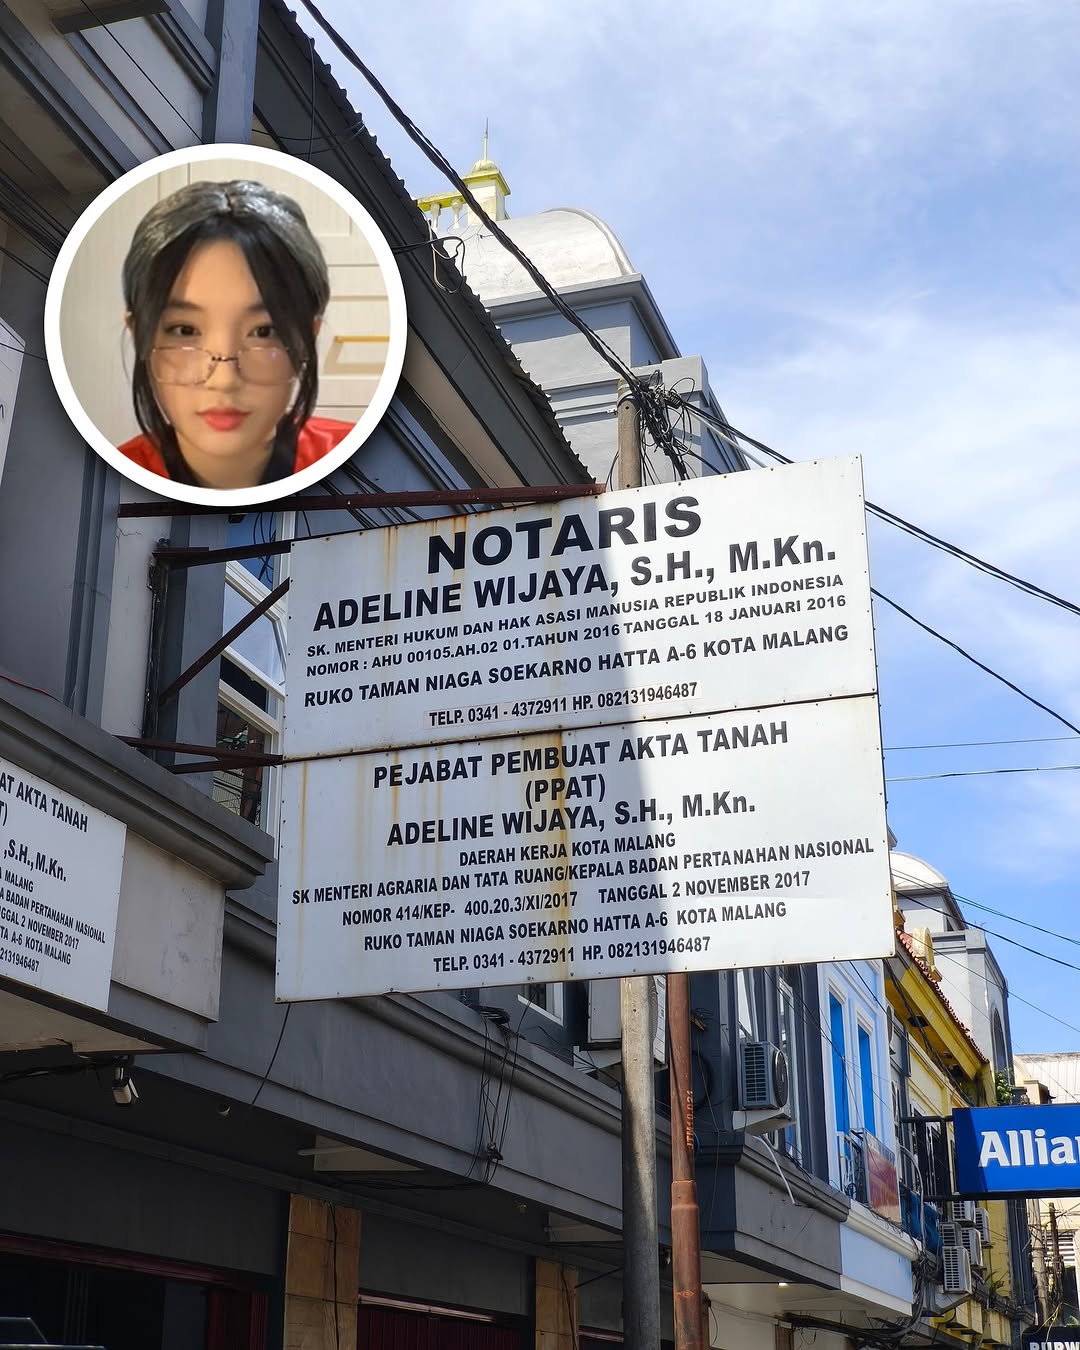 NOTARIS
ADELINE WIJAYA, S.H., M.Kn.
SK. MENTERI HUKUM DAN HAK ASASI MANUSIA REPUBLIK INDONESIA
NOMOR : AHU 00105.AH.02 01.TAHUN 2016 TANGGAL 18 JANUARI 2016
RUKO TAMAN NIAGA SOEKARNO HATTA A-6 KOTA MALANG
TELP. 0341 - 4372911 HP. 082131946487
PEJABAT PEMBUAT AKTA TANAH
(PPAT)
ADELINE WIJAYA, S.H., M.Kn.
DAERAH KERJA KOTA MALANG
SK MENTERI AGRARIA DAN TATA RUANG/KEPALA BADAN PERTANAHAN NASIONAL
NOMOR 414/KEP- 400.20.3/XI/2017 TANGGAL 2 NOVEMBER 2017
RUKO TAMAN NIAGA SOEKARNO HATTA A-6 KOTA MALANG
TELP. 0341 - 4372911 HP. 082131946487
AT AKTA TANAH
T)
,S.H., M.Kn.
MALANG
BADAN PERTANAHAN NASIONAL
GGAL 2 NOVEMBER 2017
TA A-6 KOTA MALANG
2131946487
Allia